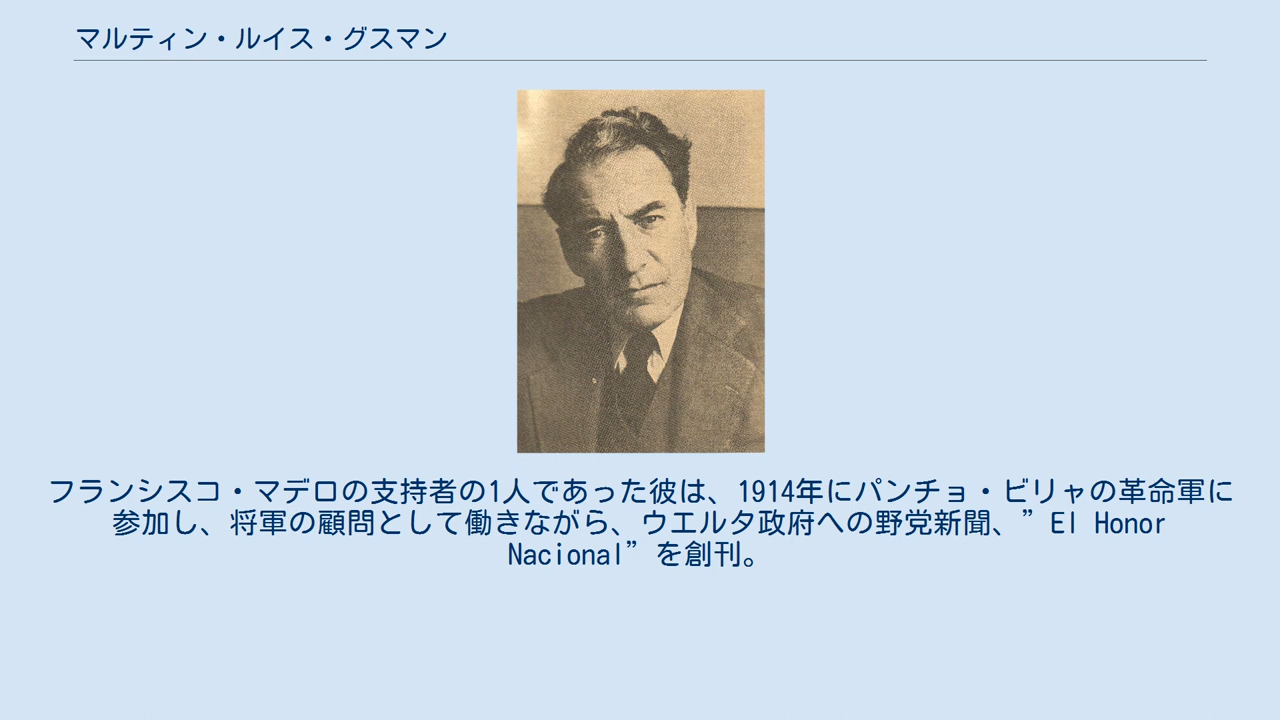 マルティン・ルイス・グスマン
フランシスコ・マデロの支持者の1人であった彼は、1914年にパンチョ・ビリャの革命軍に
参加し、将軍の顧問として働きながら、ウエルタ政府への野党新聞、”El Honor
Nacional”を創刊。